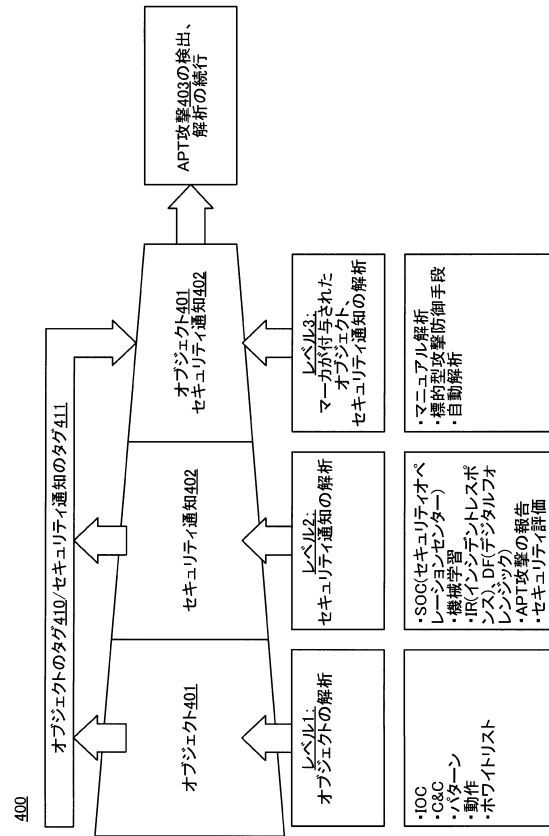 400
オブジェクトのタグ410/セキュリティ通知のタグ411
オブジェクト401
セキュリティ通知402
オブジェクト401
セキュリティ通知402
APT攻撃403の検出、
解析の続行
レベル1:
オブジェクトの解析
レベル2:
セキュリティ通知の解析
レベル3:
マーカが付与された
オブジェクト、
セキュリティ通知の解析
・IOC
・C&C
・パターン
・動作
・ホワイトリスト
・SOC(セキュリティオペ
レーションセンター)
・機械学習
・IR(インシデントレスポ
ンス)、DF(デジタルフォ
レンジック)
・APT攻撃の報告
・セキュリティ評価
・マニュアル解析
・標的型攻撃防御手段
・自動解析